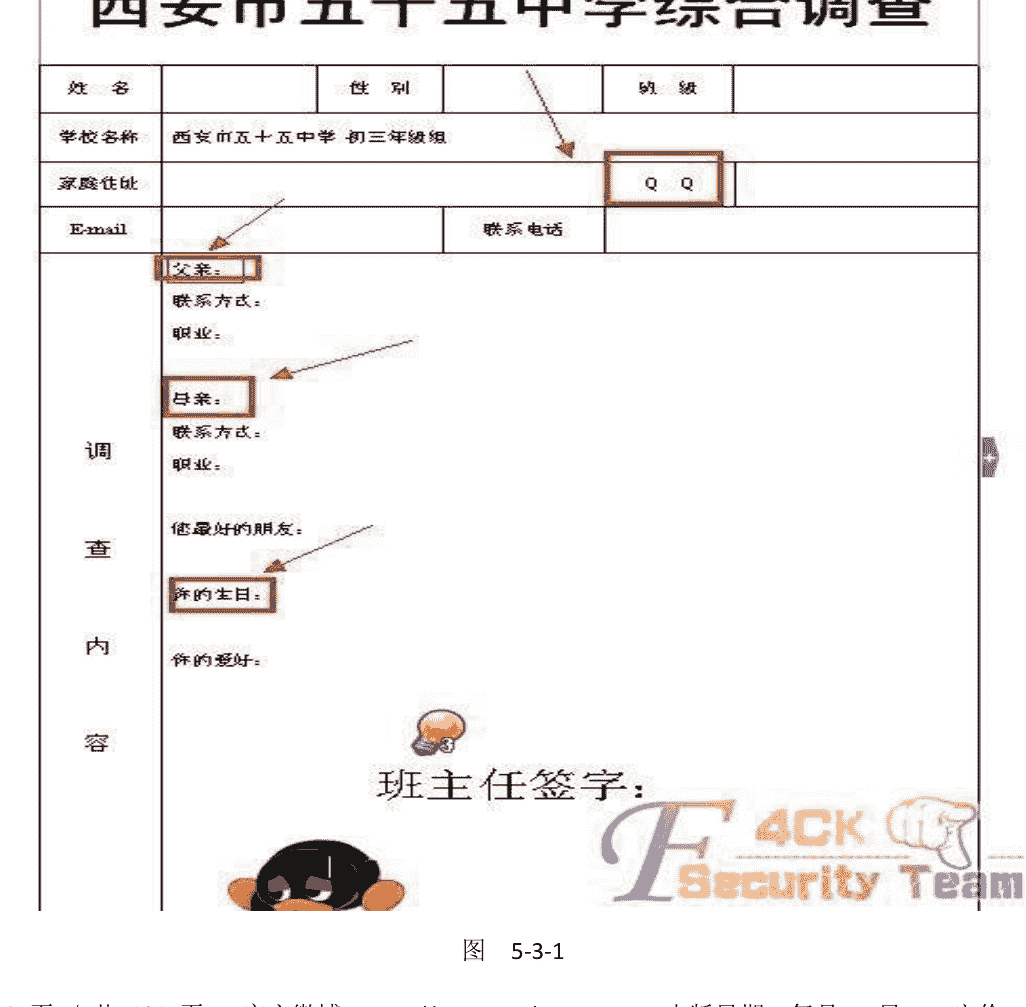 西安市五十五中学综合调查
姓 名 性 别 班 级
学校名称 西安市五十五中学 初三年级组
家庭住址 Q Q
E-mail 联系电话
父亲：
联系方式：
职业：
母亲：
联系方式：
职业：
调
您最好的朋友：
查
你的生日：
内
你的爱好：
容
3
班主任签字：
F4CK
Security Team
图 5-3-1